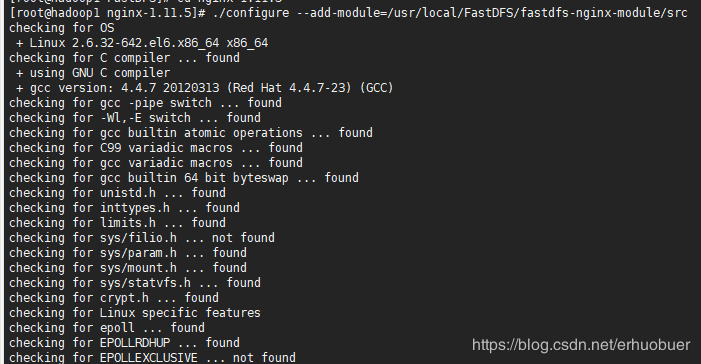 [root@hadoop1 nginx-1.11.5]# ./configure --add-module=/usr/local/FastDFS/fastdfs-nginx-module/src
checking for OS
+ Linux 2.6.32-642.el6.x86_64 x86_64
checking for C compiler ... found
+ using GNU C compiler
+ gcc version: 4.4.7 20120313 (Red Hat 4.4.7-23) (GCC)
checking for gcc -pipe switch ... found
checking for -Wl,-E switch ... found
checking for gcc builtin atomic operations ... found
checking for C99 variadic macros ... found
checking for gcc variadic macros ... found
checking for gcc builtin 64 bit byteswap ... found
checking for unistd.h ... found
checking for inttypes.h ... found
checking for limits.h ... found
checking for sys/filio.h ... not found
checking for sys/param.h ... found
checking for sys/mount.h ... found
checking for sys/statvfs.h ... found
checking for crypt.h ... found
checking for Linux specific features
checking for epoll ... found
checking for EPOLLRDHUP ... found
checking for EPOLLEXCLUSIVE ... not found
https://blog.csdn.net/erhuobuer